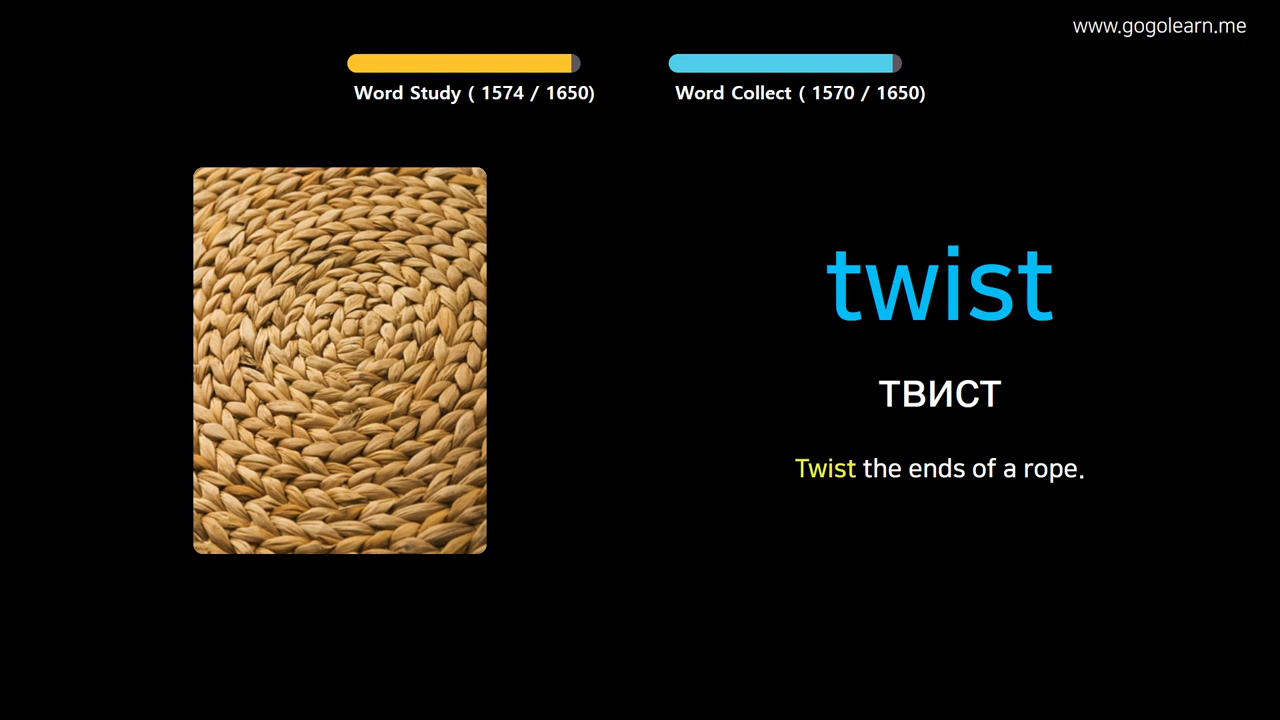 www.gogolearn.me
Word Study ( 1574 / 1650)
Word Collect ( 1570 / 1650)
twist
твист
Twist the ends of a rope.